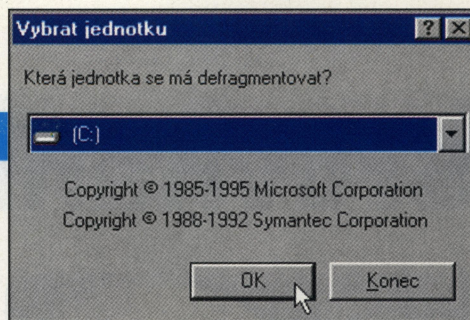 Vybrat jednotku
Která jednotka se má defragmentovat?
(C:)
Copyright © 1985-1995 Microsoft Corporation
Copyright © 1988-1992 Symantec Corporation
OK
Konec